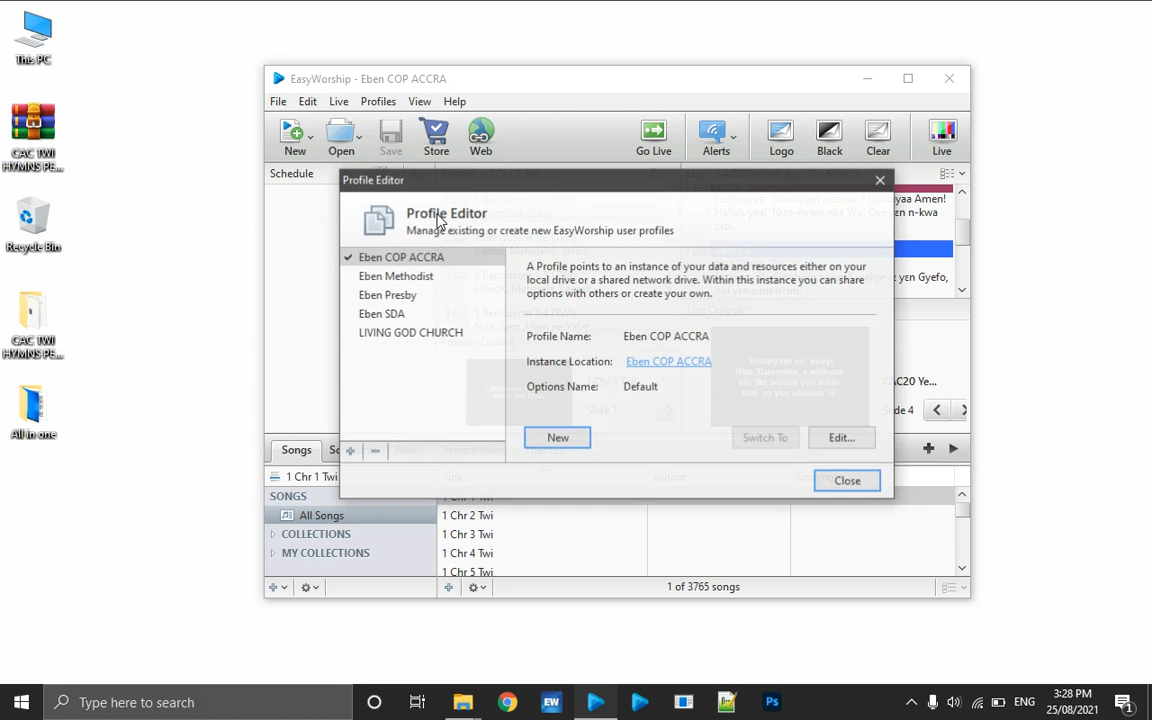 This PC
CAC TWI
HYMNS PE...
Recycle Bin
CAC TWI
HYMNS PE...
All in one
EasyWorship - Eben COP ACCRA
File Edit Live Profiles View Help
New Open Save Store Web Go Live Alerts Logo Black Clear Live
Schedule
Profile Editor
Profile Editor
Manage existing or create new EasyWorship user profiles
Eben COP ACCRA
Eben Methodist
Eben Presby
Eben SDA
LIVING GOD CHURCH
A Profile points to an instance of your data and resources either on your
local drive or a shared network drive. Within this instance you can share
options with others or create your own.
Profile Name: Eben COP ACCRA
Instance Location: Eben COP ACCRA
Options Name: Default
New Switch To Edit...
Close
CAC20 Ye...
Songs
1 Chr 1 Twi
SONGS
All Songs
COLLECTIONS
MY COLLECTIONS
Title Author
1 Chr 2 Twi
1 Chr 3 Twi
1 Chr 4 Twi
1 Chr 5 Twi
1 of 3765 songs
Type here to search
ENG
3:28 PM
25/08/2021